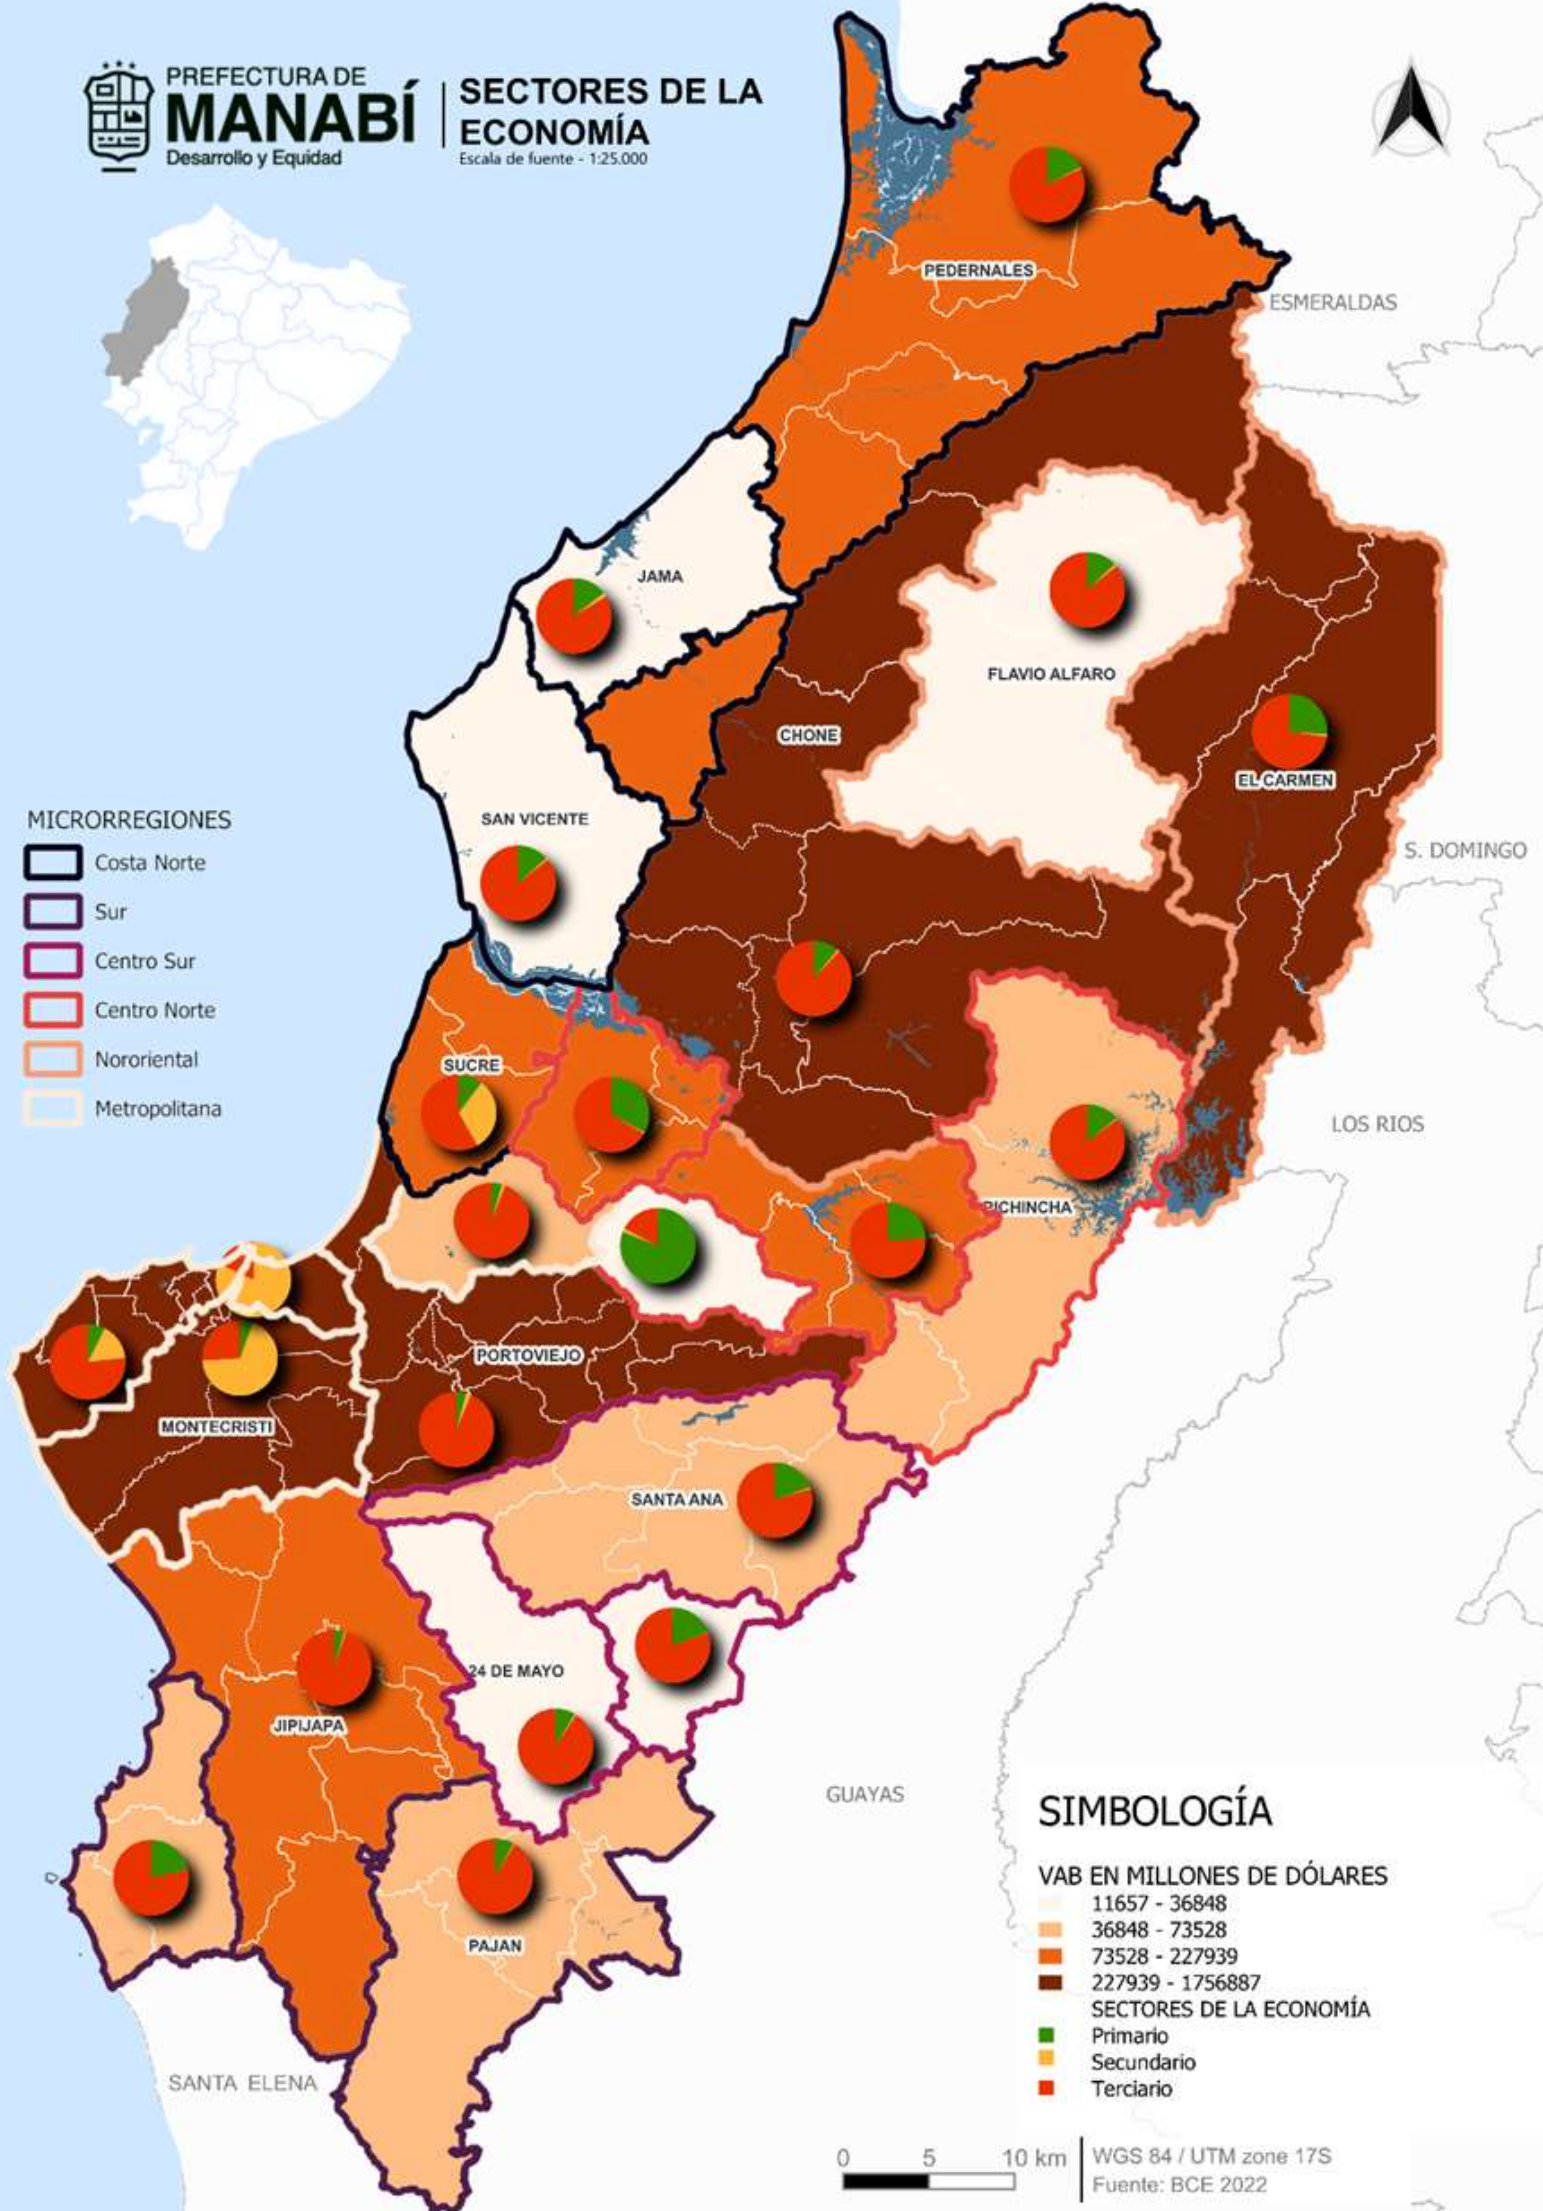 PREFECTURA DE
MANABÍ
Desarrollo y Equidad
SECTORES DE LA
ECONOMÍA
Escala de fuente - 1:25.000
PEDERNALES
ESMERALDAS
JAMA
FLAVIO ALFARO
CHONE
EL CARMEN
SAN VICENTE
S. DOMINGO
MICRORREGIONES
Costa Norte
Sur
Centro Sur
Centro Norte
Nororiental
Metropolitana
SUCRE
LOS RIOS
PICHINCHA
PORTOVIEJO
MONTECRISTI
SANTA ANA
24 DE MAYO
JIPIJAPA
GUAYAS
PAJAN
SANTA ELENA
SIMBOLOGÍA
VAB EN MILLONES DE DÓLARES
11657 - 36848
36848 - 73528
73528 - 227939
227939 - 1756887
SECTORES DE LA ECONOMÍA
Primario
Secundario
Terciario
0 5 10 km
WGS 84 / UTM zone 17S
Fuente: BCE 2022